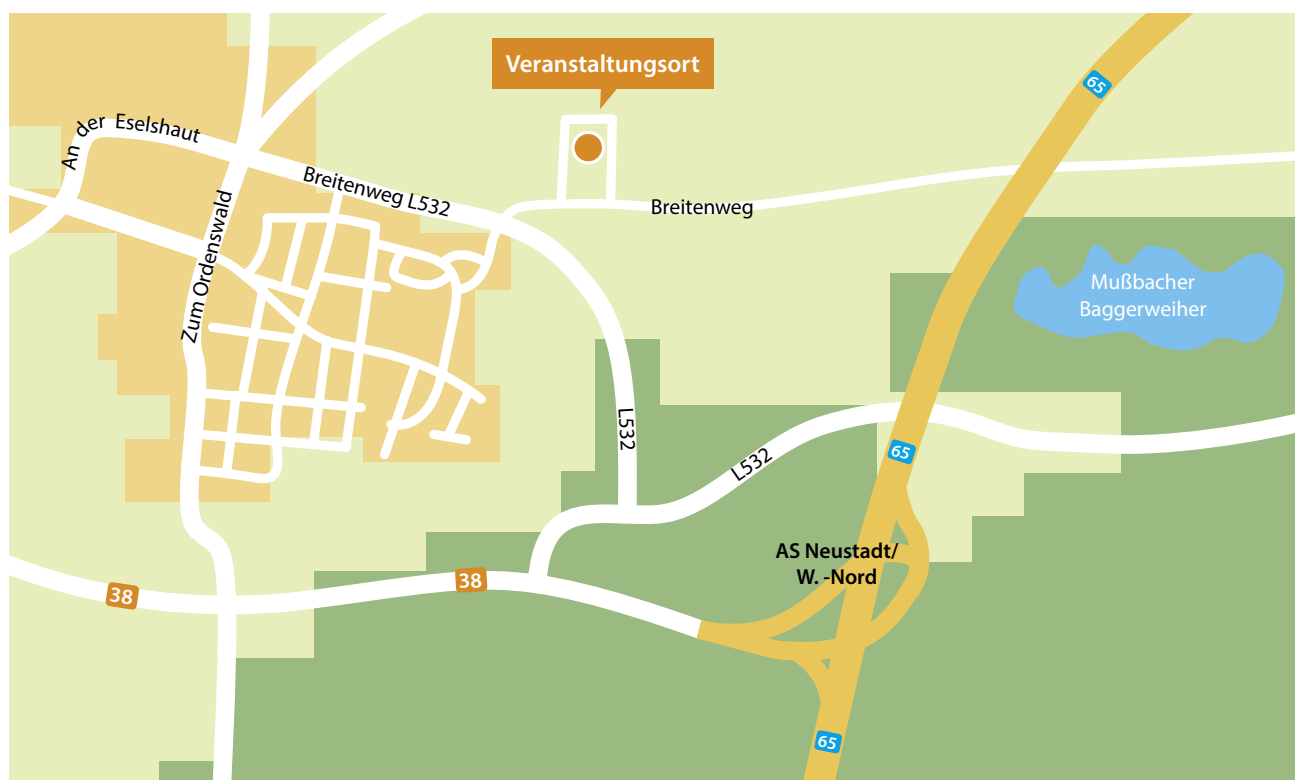 Veranstaltungsort
65
An der Eselshaut
Breitenweg L532
Breitenweg
Zum Ordenswald
Mußbacher
Baggerweiher
L532
65
L532
AS Neustadt/
W. -Nord
38
38
65